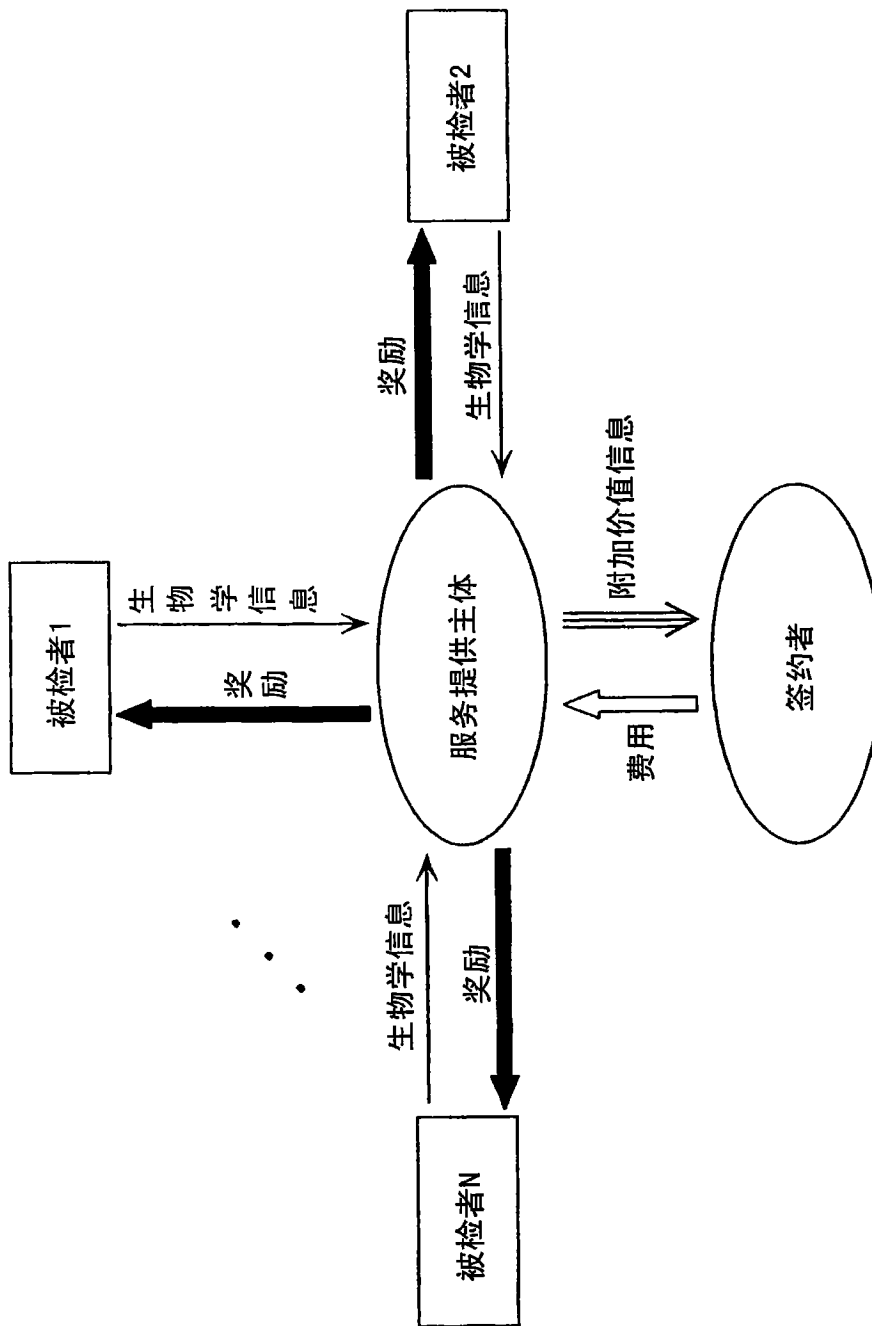 被检者1
生物学信息
奖励
被检者2
奖励
生物学信息
服务提供主体
生物学信息
奖励
被检者N
附加价值信息
费用
签约者